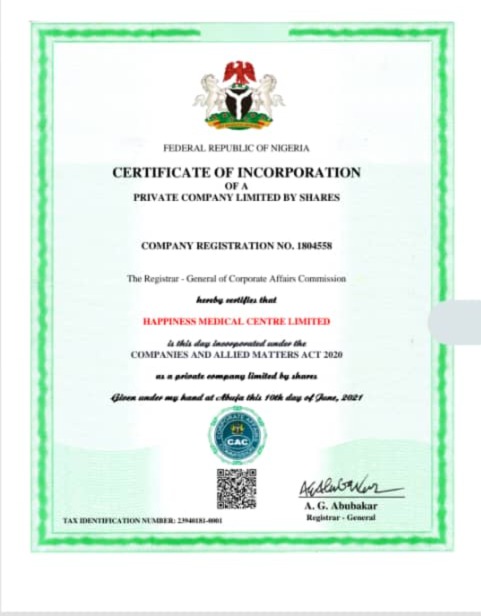 FEDERAL REPUBLIC OF NIGERIA
CERTIFICATE OF INCORPORATION
OF A
PRIVATE COMPANY LIMITED BY SHARES
COMPANY REGISTRATION NO. 1804558
The Registrar - General of Corporate Affairs Commission
hereby certifies that
HAPPINESS MEDICAL CENTRE LIMITED
is this day incorporated under the
COMPANIES AND ALLIED MATTERS ACT 2020
as a private company limited by shares
Given under my hand at Abuja this 10th day of June, 2021
CORPORATE AFFAIRS
CAC
A. G. Abubakar
Registrar - General
TAX IDENTIFICATION NUMBER: 23940181-0001